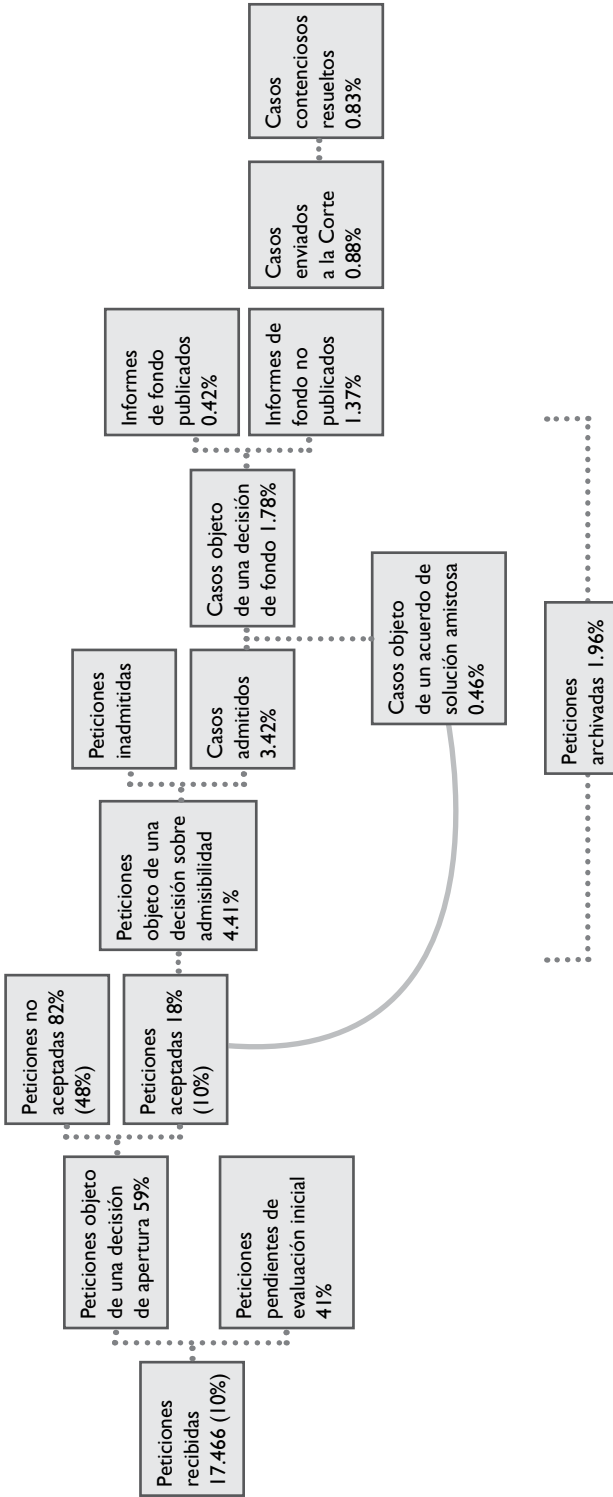 Peticiones
recibidas
17.466 (10%)
Peticiones objeto
de una decisión
de apertura 59%
Peticiones
pendientes de
evaluación inicial
41%
Peticiones no
aceptadas 82%
(48%)
Peticiones
aceptadas 18%
(10%)
Peticiones
objeto de una
decisión sobre
admisibilidad
4.41%
Peticiones
inadmitidas
Casos
admitidos
3.42%
Casos objeto
de una decisión
de fondo 1.78%
Casos objeto
de un acuerdo de
solución amistosa
0.46%
Informes
de fondo
publicados
0.42%
Informes de
fondo no
publicados
1.37%
Casos
enviados
a la Corte
0.88%
Casos
contenciosos
resueltos
0.83%
Peticiones
archivadas 1.96%